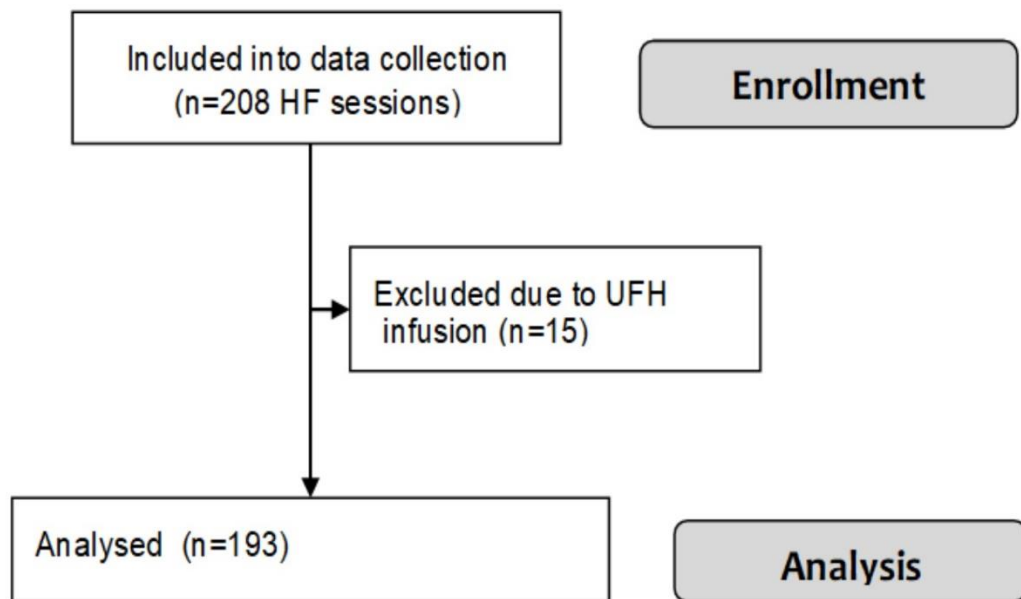 Included into data collection
(n=208 HF sessions)
Enrollment
Excluded due to UFH
infusion (n=15)
Analysed (n=193)
Analysis